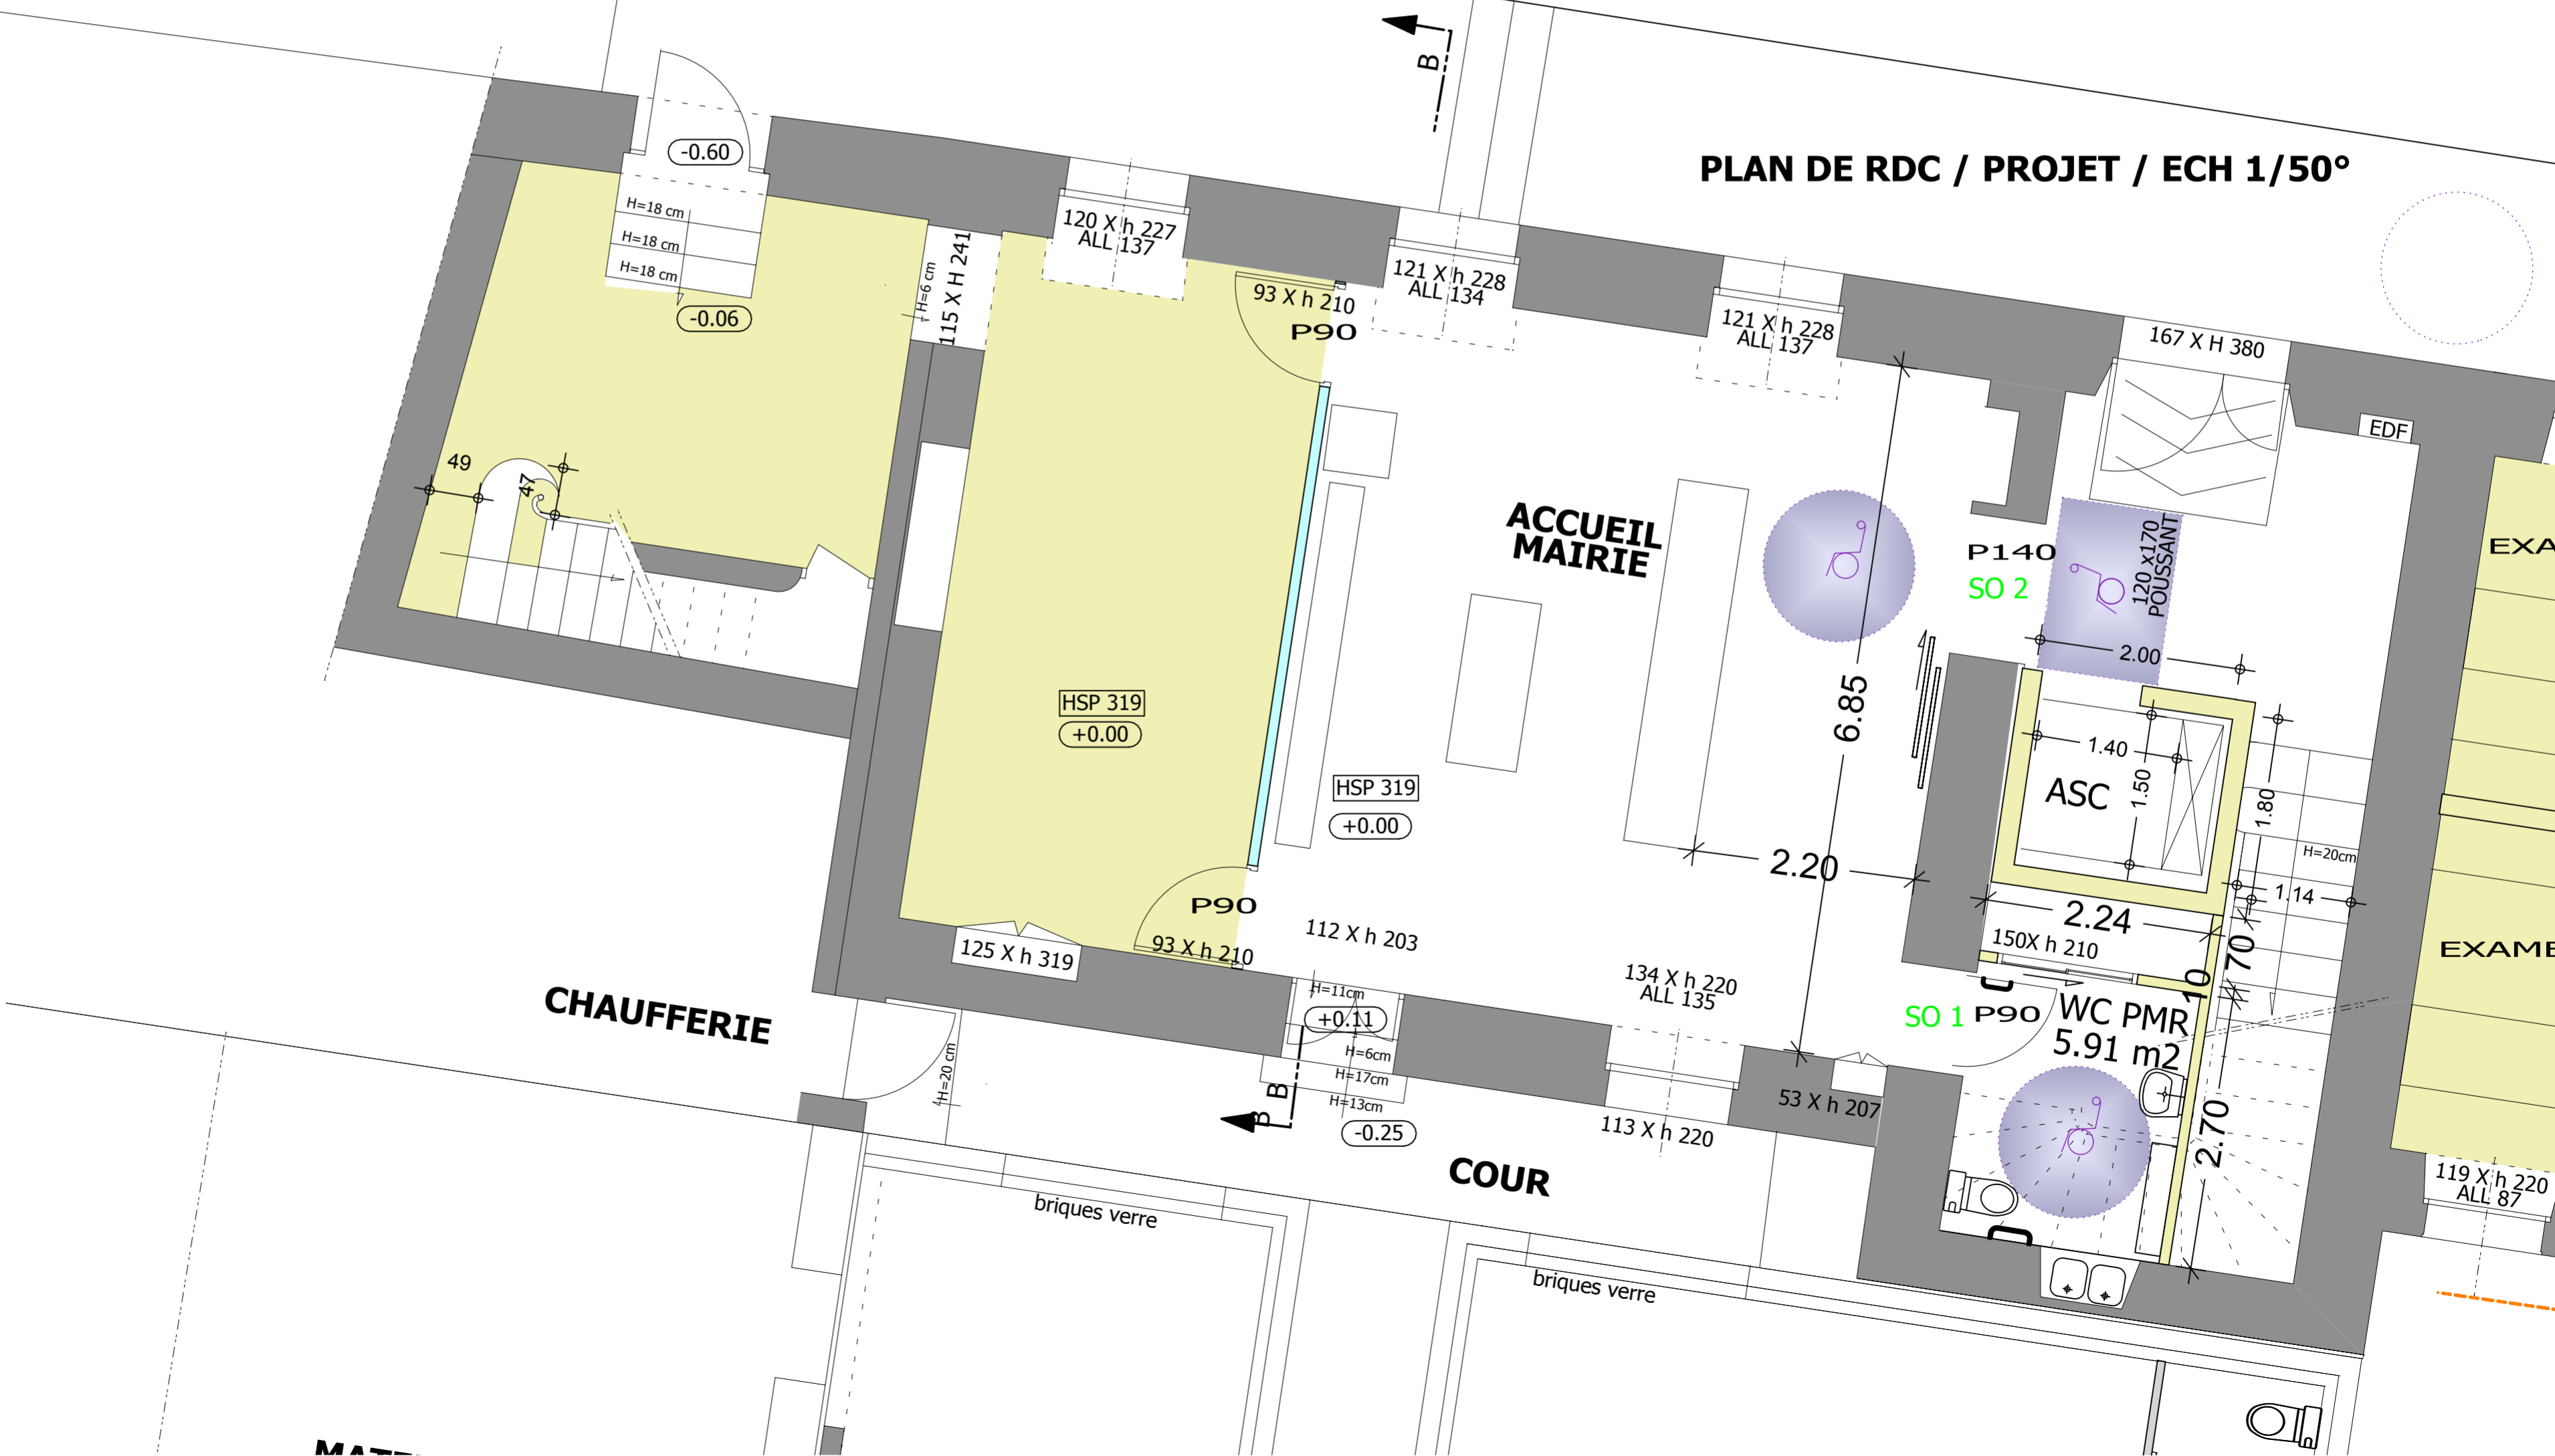 B
PLAN DE RDC / PROJET / ECH 1/50°
-0.60
H=18 cm
H=18 cm
H=18 cm
-0.06
H=6 cm
115 X H 241
120 X h 227
ALL 137
93 X h 210
P90
121 X h 228
ALL 134
121 X h 228
ALL 137
167 X H 380
EDF
49
47
ACCUEIL
MAIRIE
P140
SO 2
120 x170
POUSSANT
2.00
EXA
6.85
HSP 319
+0.00
HSP 319
+0.00
1.40
1.50
ASC
1.80
H=20cm
1.14
2.20
2.24
70
150X h 210
10
P90
93 X h 210
125 X h 319
112 X h 203
134 X h 220
ALL 135
EXAME
CHAUFFERIE
H=20 cm
H=11cm
+0.11
H=6cm
H=17cm
H=13cm
-0.25
B
B
SO 1
P90
WC PMR
5.91 m2
2.70
53 X h 207
113 X h 220
COUR
119 X h 220
ALL 87
briques verre
briques verre